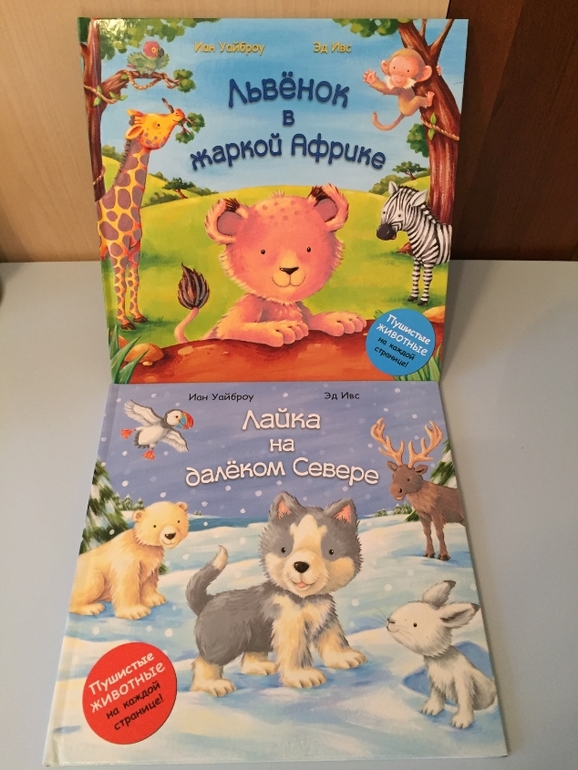 Иан Уайброу Эд Ивс
Львёнок
в
жаркой Африке
Пушистые
животные
на каждой
странице!
Иан Уайброу Эд Ивс
Лайка
на
далёком Севере
Пушистые
животные
на каждой
странице!